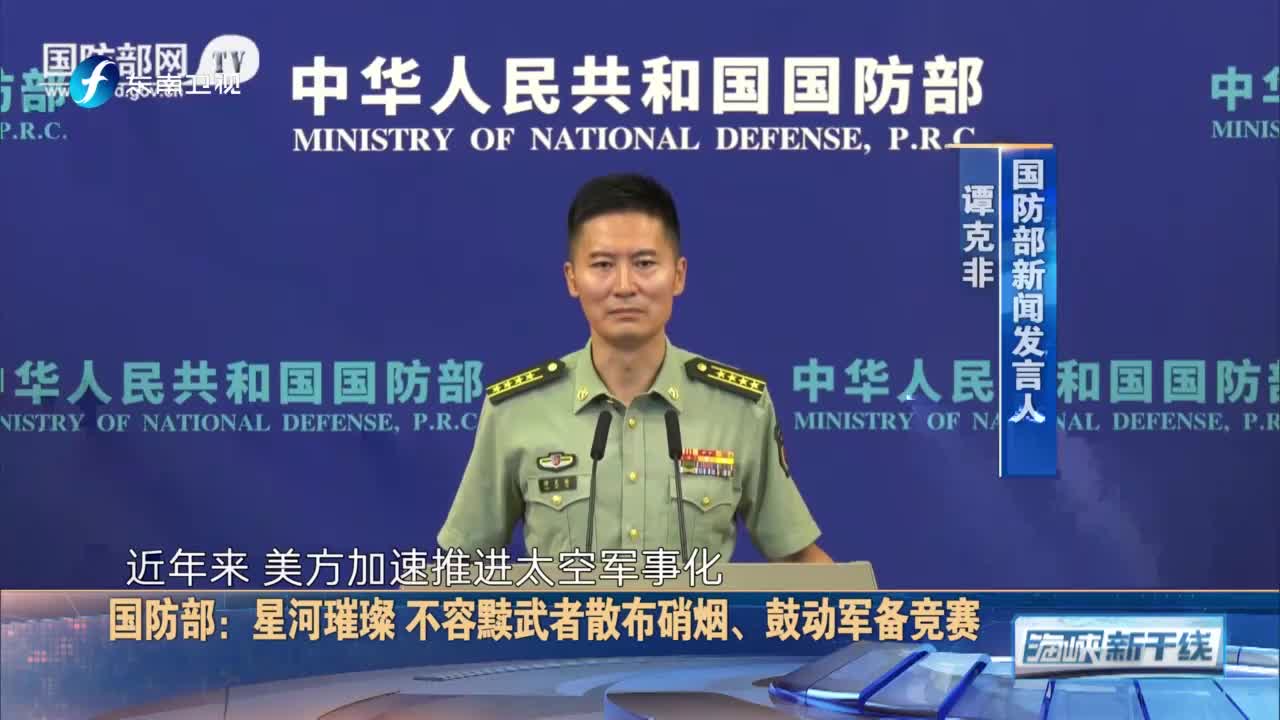 国防部网 TV
东南卫视
中华人民共和国国防部
MINISTRY OF NATIONAL DEFENSE, P.R.C.
防部
P.R.C.
中华
MINIS
国防部新闻发言人
谭克非
华人民共和国国防部
NISTRY OF NATIONAL DEFENSE, P.R.C.
中华人民共和国国防部
MINISTRY OF NATIONAL DEFENSE, P.R.C.
近年来 美方加速推进太空军事化
国防部：星河璀璨 不容黩武者散布硝烟、鼓动军备竞赛
海峡新干线